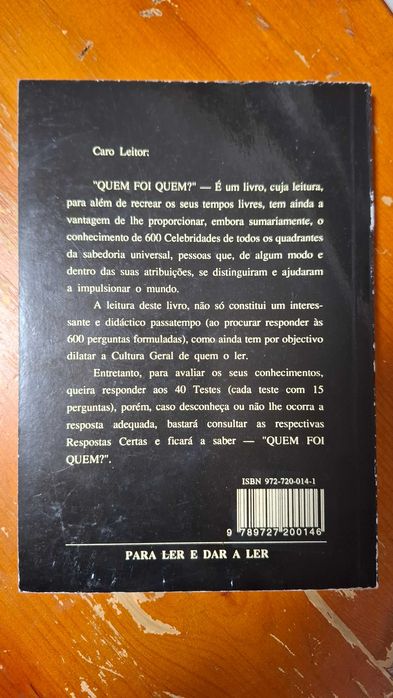 Caro Leitor:
"QUEM FOI QUEM?" — É um livro, cuja leitura,
para além de recrear os seus tempos livres, tem ainda a
vantagem de lhe proporcionar, embora sumariamente, o
conhecimento de 600 Celebridades de todos os quadrantes
da sabedoria universal, pessoas que, de algum modo e
dentro das suas atribuições, se distinguiram e ajudaram
a impulsionar o mundo.
A leitura deste livro, não só constitui um interes-
sante e didáctico passatempo (ao procurar responder às
600 perguntas formuladas), como ainda tem por objectivo
dilatar a Cultura Geral de quem o ler.
Entretanto, para avaliar os seus conhecimentos,
queira responder aos 40 Testes (cada teste com 15
perguntas), porém, caso desconheça ou não lhe ocorra a
resposta adequada, bastará consultar as respectivas
Respostas Certas e ficará a saber — "QUEM FOI
QUEM?".
ISBN 972-720-014-1
9 789727 200146
PARA LER E DAR A LER